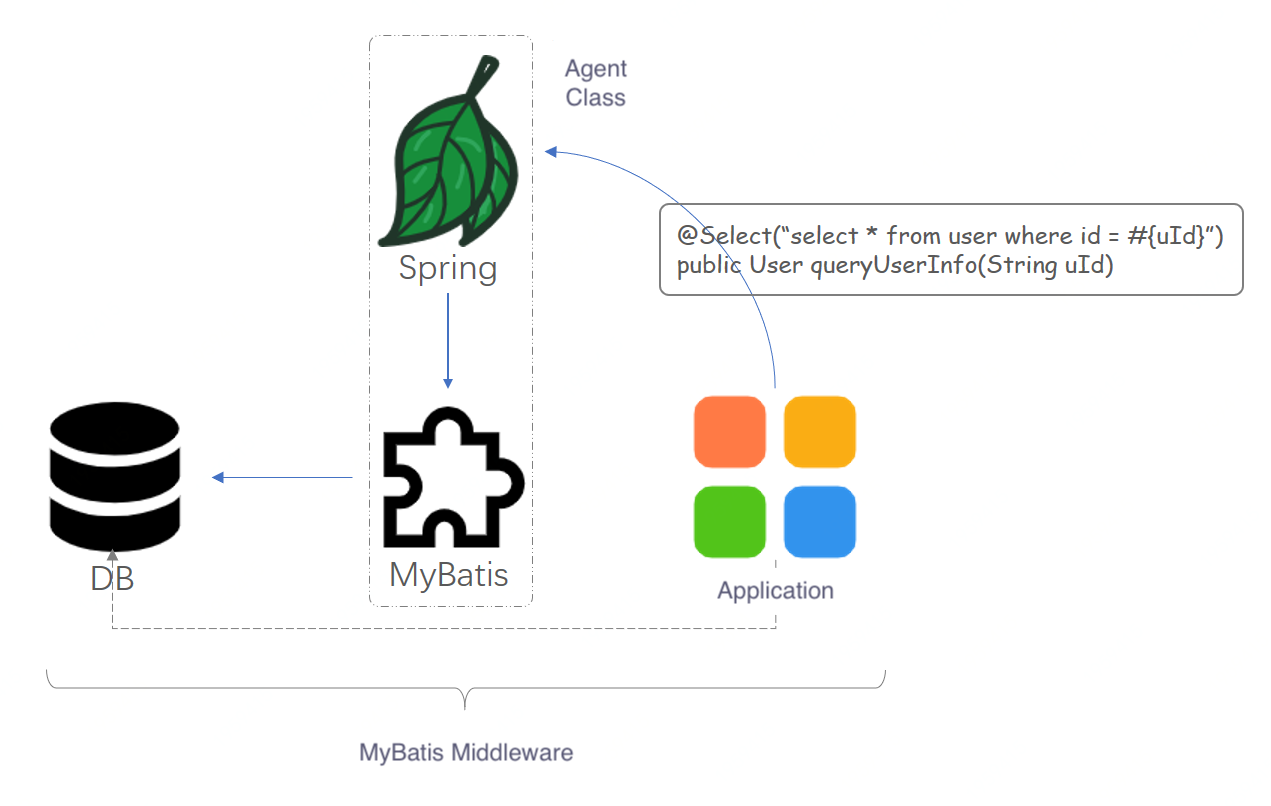 Agent
Class
@Select(“select * from user where id = #{uId}”)
public User queryUserInfo(String uId)
Spring
DB
MyBatis
Application
MyBatis Middleware